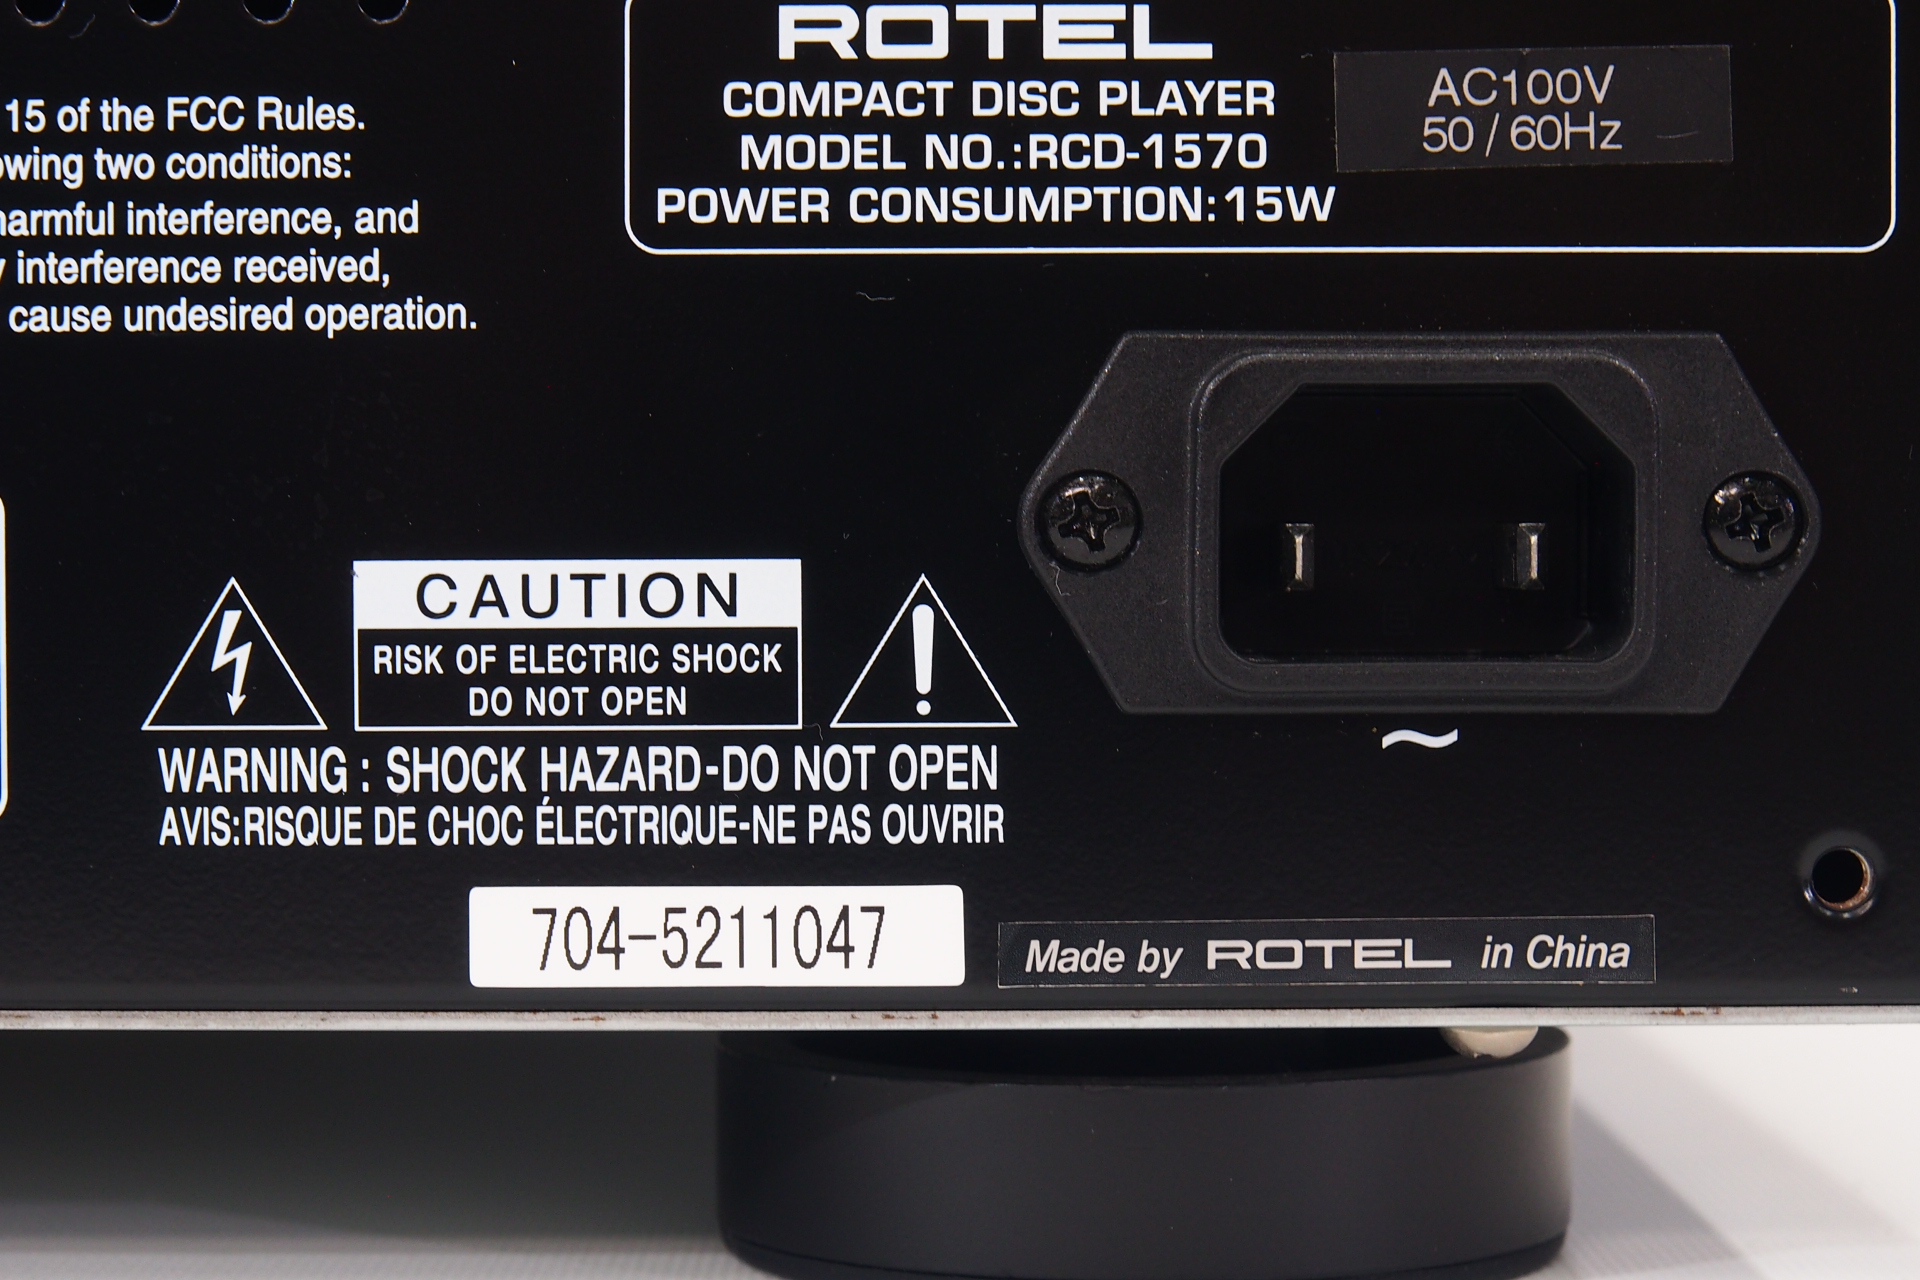 15 of the FCC Rules.
owing two conditions:
harmful interference, and
interference received,
cause undesired operation.
ROTEL
COMPACT DISC PLAYER
MODEL NO.:RCD-1570
POWER CONSUMPTION:15W
AC100V
50 / 60Hz
CAUTION
RISK OF ELECTRIC SHOCK
DO NOT OPEN
WARNING : SHOCK HAZARD-DO NOT OPEN
AVIS:RISQUE DE CHOC ÉLECTRIQUE-NE PAS OUVRIR
~
704-5211047
Made by ROTEL in China